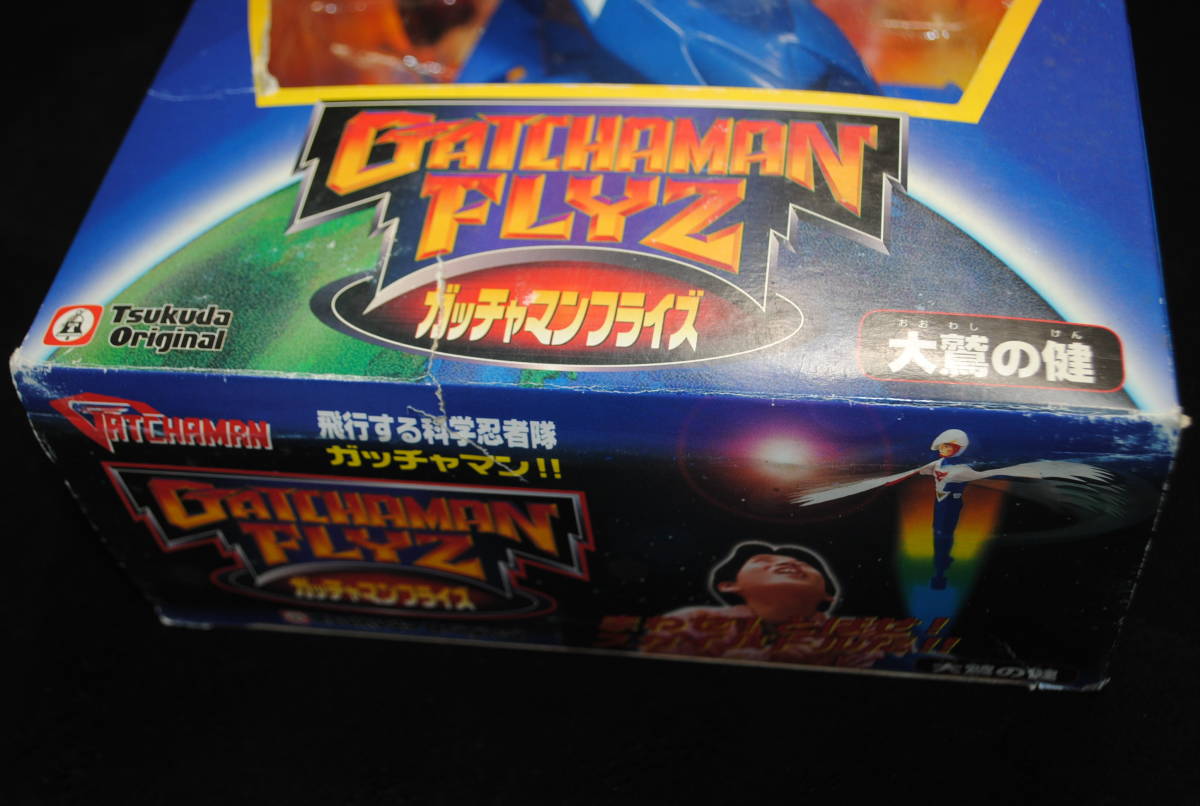 GATCHAMAN
FLYZ
ガッチャマンフライズ
Tsukuda
Original
おおわし けん
大鷲の健
GATCHAMAN
飛行する科学忍者隊
ガッチャマン!!
GATCHAMAN
FLYZ
ガッチャマンフライズ
大鷲の健